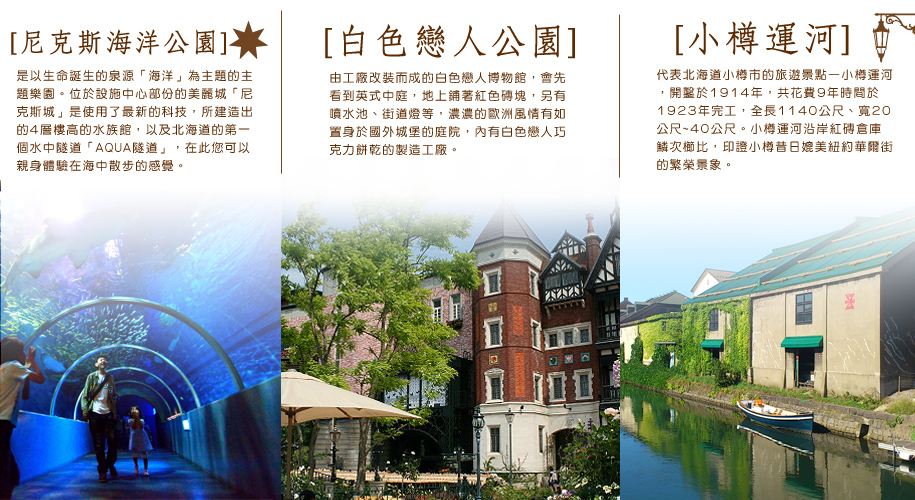 [尼克斯海洋公園]
是以生命誕生的泉源「海洋」為主題的主
題樂園。位於設施中心部份的美麗城「尼
克斯城」是使用了最新的科技，所建造出
的4層樓高的水族館，以及北海道的第一
個水中隧道「AQUA隧道」，在此您可以
親身體驗在海中散步的感覺。
[白色戀人公園]
由工廠改裝而成的白色戀人博物館，會先
看到英式中庭，地上鋪著紅色磚塊，另有
噴水池、街道燈等，濃濃的歐洲風情有如
置身於國外城堡的庭院，內有白色戀人巧
克力餅乾的製造工廠。
[小樽運河]
代表北海道小樽市的旅遊景點—小樽運河
，開鑿於1914年，共花費9年時間於
1923年完工，全長1140公尺、寬20
公尺~40公尺。小樽運河沿岸紅磚倉庫
鱗次櫛比，印證小樽昔日媲美紐約華爾街
的繁榮景象。